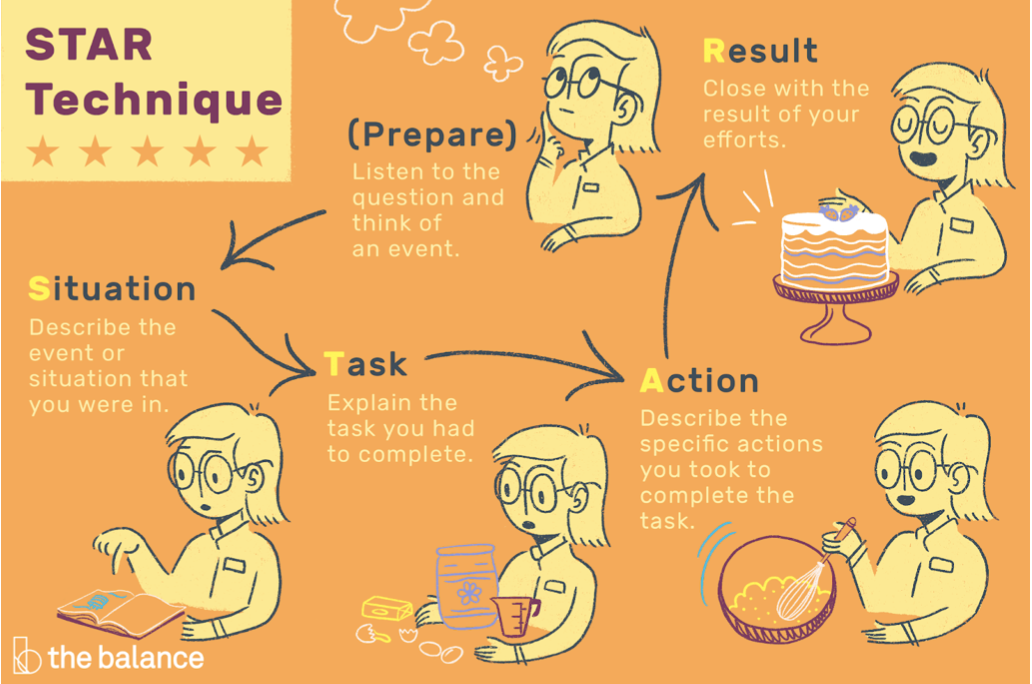 STAR
Technique
(Prepare)
Listen to the
question and
think of
an event.
Situation
Describe the
event or
situation that
you were in.
Task
Explain the
task you had
to complete.
Action
Describe the
specific actions
you took to
complete the
task.
Result
Close with the
result of your
efforts.
the balance